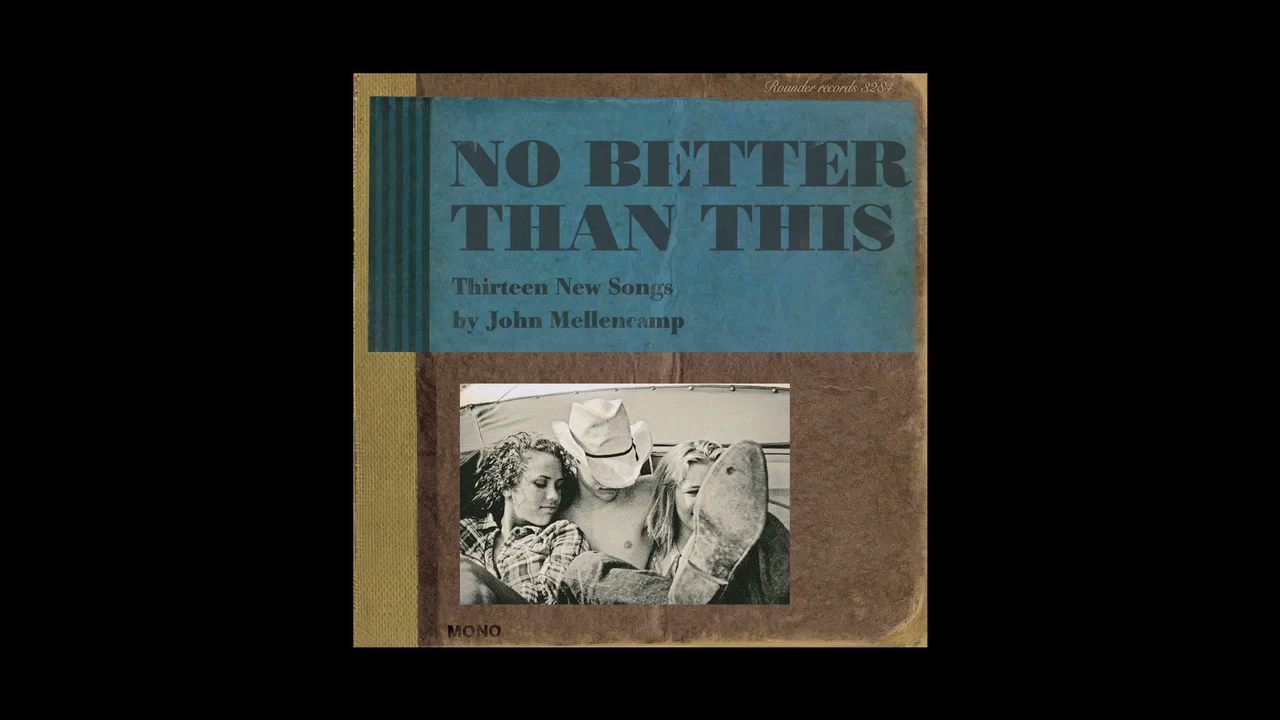 Rounder records 3284
NO BETTER
THAN THIS
Thirteen New Songs
by John Mellencamp
MONO